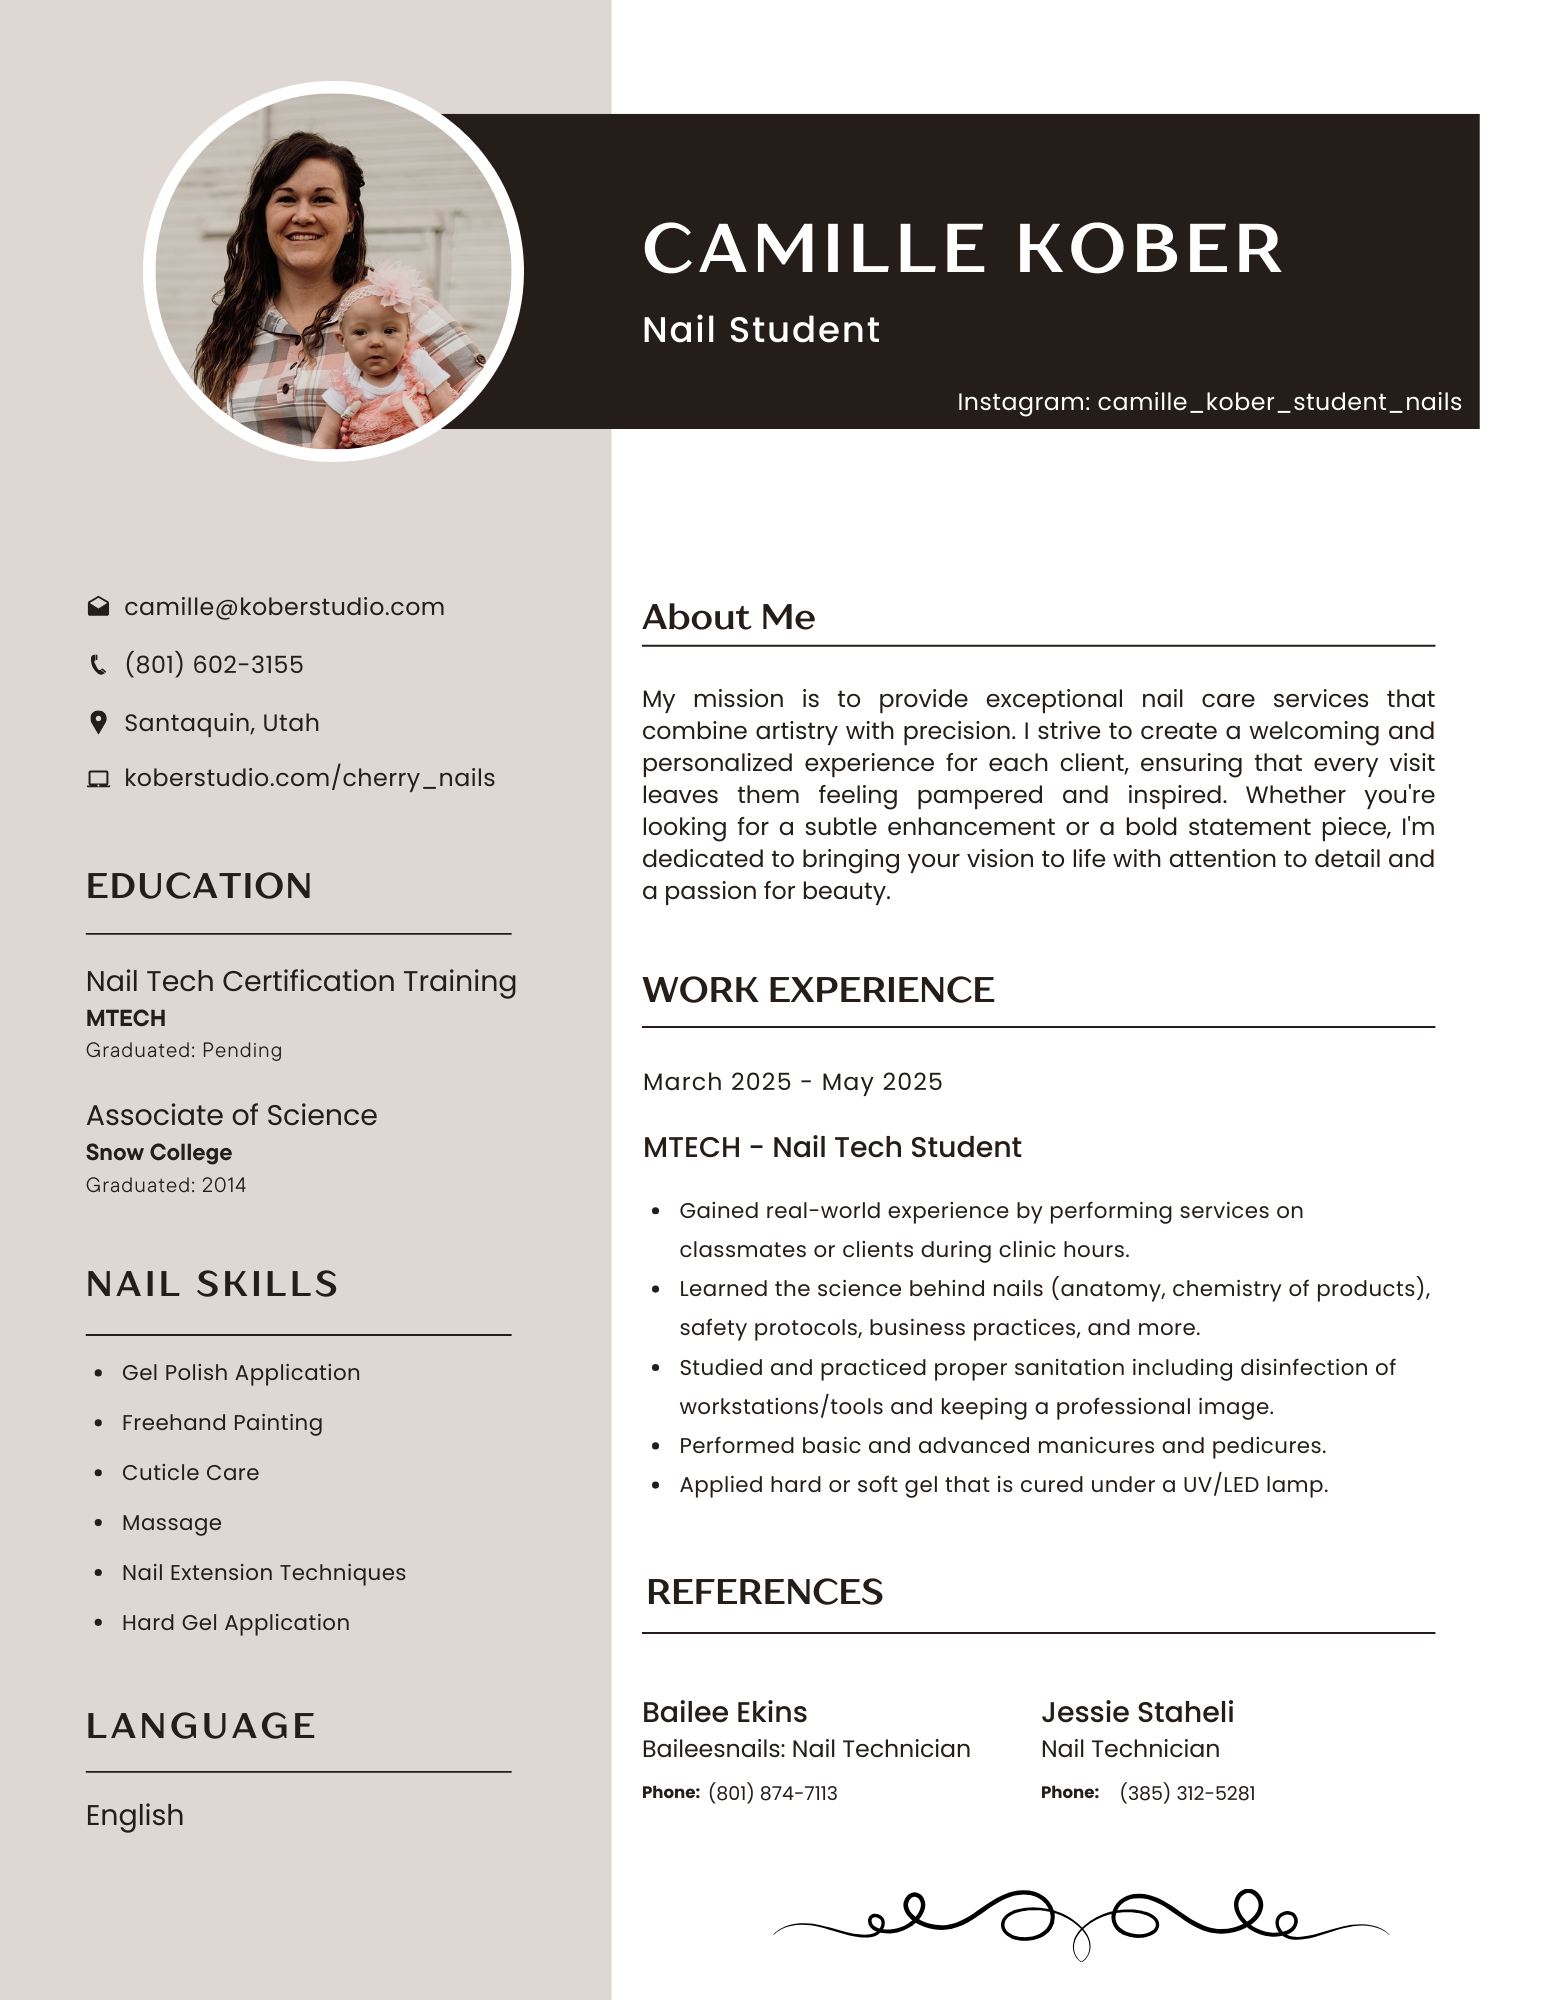 CAMILLE KOBER
Nail Student
Instagram: camille_kober_student_nails
camille@koberstudio.com
(801) 602-3155
Santaquin, Utah
koberstudio.com/cherry_nails
EDUCATION
Nail Tech Certification Training
MTECH
Graduated: Pending
Associate of Science
Snow College
Graduated: 2014
NAIL SKILLS
• Gel Polish Application
• Freehand Painting
• Cuticle Care
• Massage
• Nail Extension Techniques
• Hard Gel Application
LANGUAGE
English
About Me
My mission is to provide exceptional nail care services that
combine artistry with precision. I strive to create a welcoming and
personalized experience for each client, ensuring that every visit
leaves them feeling pampered and inspired. Whether you're
looking for a subtle enhancement or a bold statement piece, I'm
dedicated to bringing your vision to life with attention to detail and
a passion for beauty.
WORK EXPERIENCE
March 2025 - May 2025
MTECH - Nail Tech Student
• Gained real-world experience by performing services on
classmates or clients during clinic hours.
• Learned the science behind nails (anatomy, chemistry of products),
safety protocols, business practices, and more.
• Studied and practiced proper sanitation including disinfection of
workstations/tools and keeping a professional image.
• Performed basic and advanced manicures and pedicures.
• Applied hard or soft gel that is cured under a UV/LED lamp.
REFERENCES
Bailee Ekins
Baileesnails: Nail Technician
Phone: (801) 874-7113
Jessie Staheli
Nail Technician
Phone: (385) 312-5281